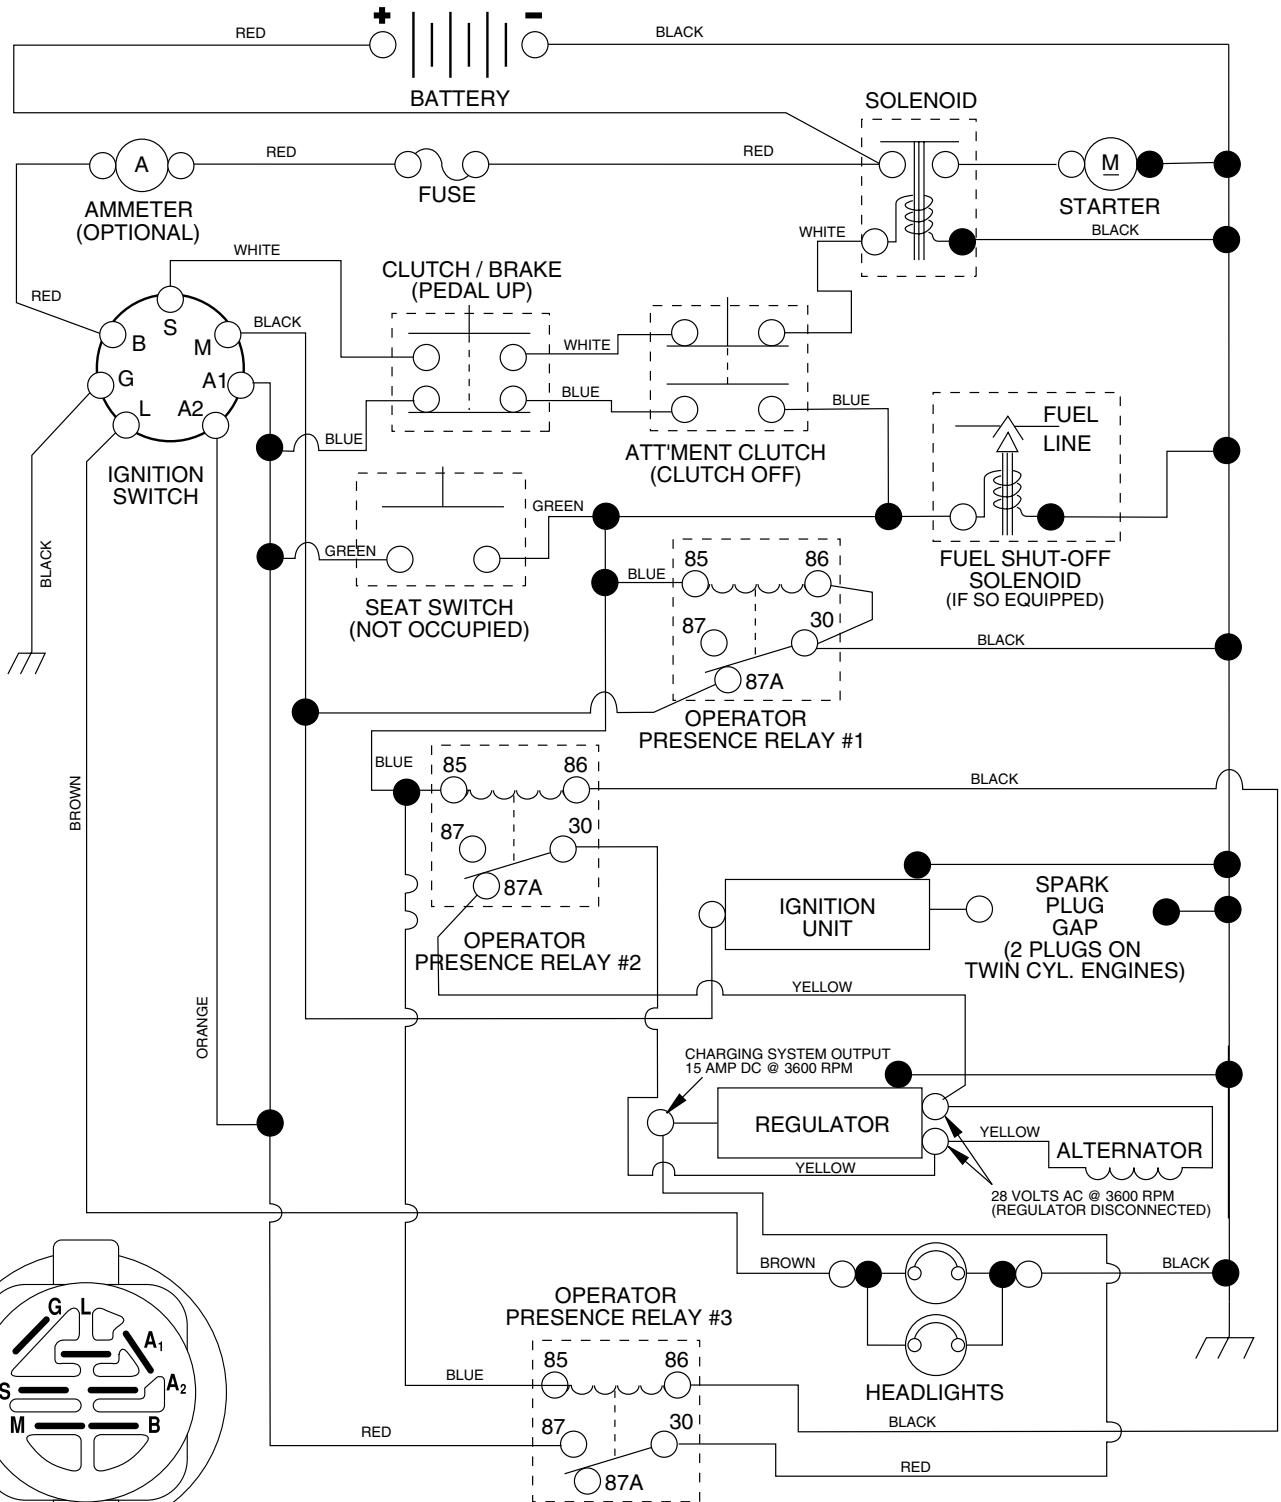 +
−
RED
BLACK
BATTERY
SOLENOID
A
RED
RED
M
FUSE
AMMETER
(OPTIONAL)
STARTER
WHITE
WHITE
BLACK
CLUTCH / BRAKE
(PEDAL UP)
RED
S
BLACK
B
M
WHITE
G
A1
L
A2
BLUE
BLUE
BLUE
FUEL
LINE
ATT'MENT CLUTCH
(CLUTCH OFF)
IGNITION
SWITCH
GREEN
BLACK
GREEN
85
86
FUEL SHUT-OFF
SOLENOID
(IF SO EQUIPPED)
BLUE
SEAT SWITCH
(NOT OCCUPIED)
87
30
BLACK
87A
OPERATOR
PRESENCE RELAY #1
BLUE
85
86
BLACK
BROWN
87
30
87A
IGNITION
UNIT
SPARK
PLUG
GAP
(2 PLUGS ON
TWIN CYL. ENGINES)
OPERATOR
PRESENCE RELAY #2
YELLOW
ORANGE
CHARGING SYSTEM OUTPUT
15 AMP DC @ 3600 RPM
REGULATOR
YELLOW
ALTERNATOR
YELLOW
28 VOLTS AC @ 3600 RPM
(REGULATOR DISCONNECTED)
BROWN
BLACK
OPERATOR
PRESENCE RELAY #3
G
L
A1
S
A2
M
B
85
86
BLUE
HEADLIGHTS
87
30
BLACK
RED
RED
87A